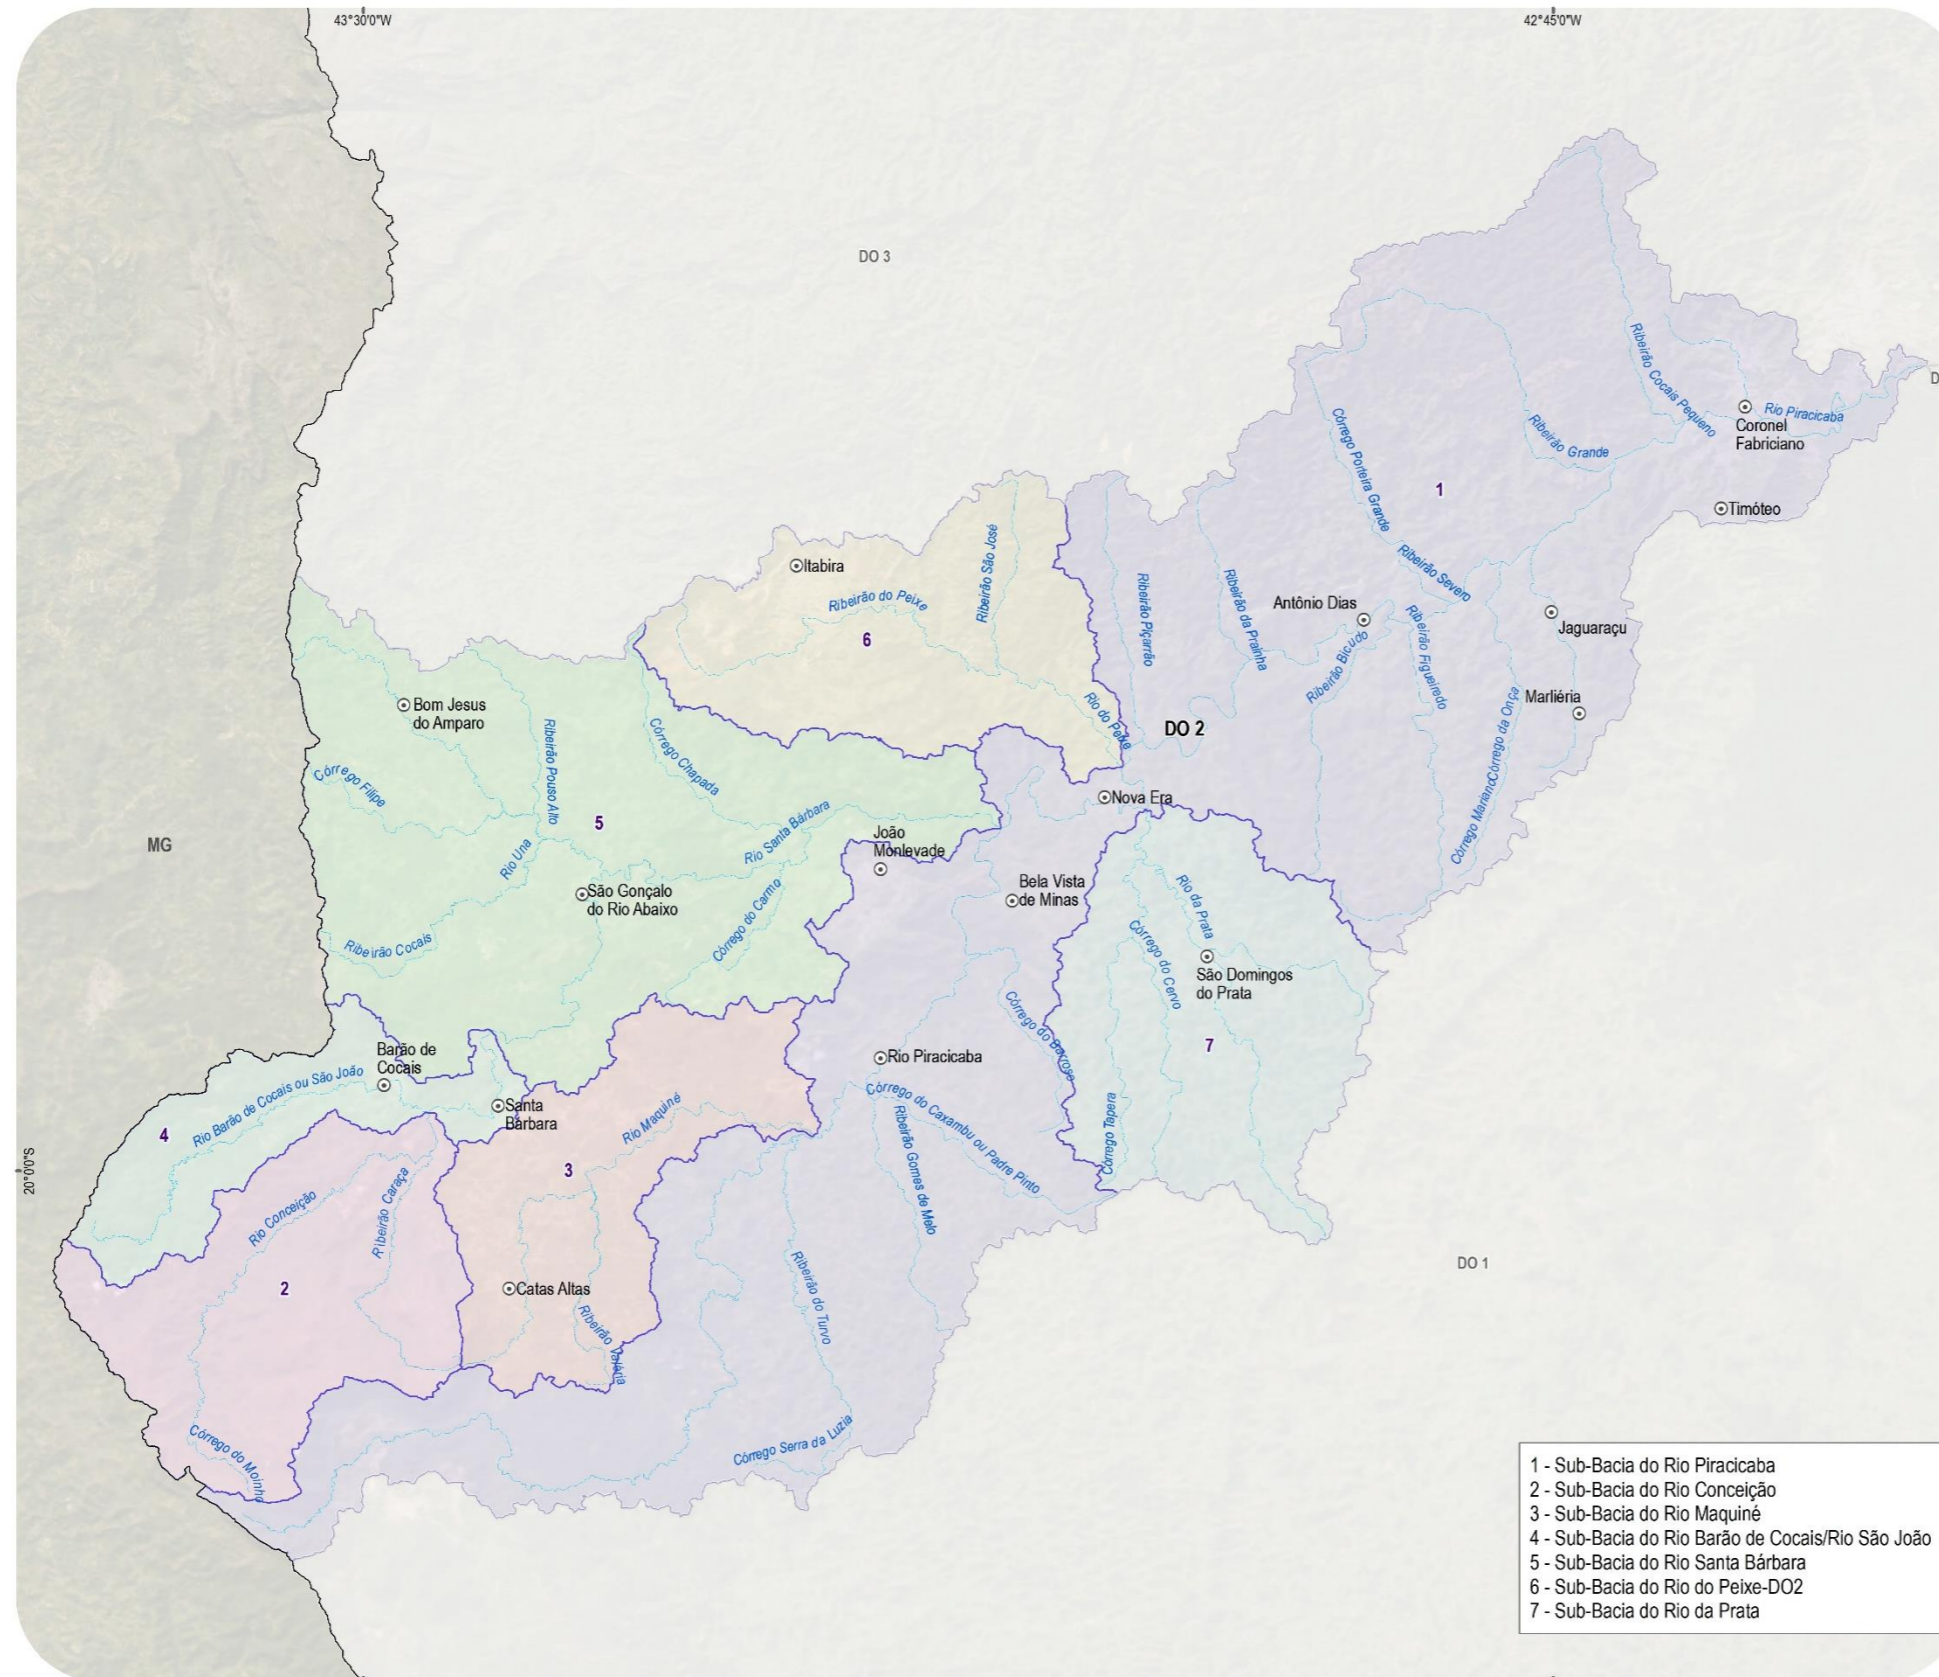 43°30'0"W
42°45'0"W
DO 3
D
Ribeirão Cocais Pequeno
Rio Piracicaba
Coronel
Fabriciano
Ribeirão Grande
Córrego Porteira Grande
1
Timóteo
Ribeirão São José
Itabira
Ribeirão do Peixe
6
Ribeirão Piçarrão
Ribeirão da Prainha
Ribeirão Severo
Antônio Dias
Ribeirão Bicudo
Ribeirão Figueiredo
Jaguaraçu
Marliéria
Córrego da Onça
Córrego Mariano
Bom Jesus
do Amparo
Ribeirão Pouso Alto
Córrego Chapada
Rio do Peixe
DO 2
Córrego Filipe
Nova Era
MG
5
Rio Una
Rio Santa Bárbara
João
Monlevade
São Gonçalo
do Rio Abaixo
Córrego do Carmo
Bela Vista
de Minas
Rio da Prata
Ribeirão Cocais
Córrego do Cervo
São Domingos
do Prata
Córrego do Barroso
7
Barão de
Cocais
Rio Barão de Cocais ou São João
Rio Piracicaba
Santa
Bárbara
4
Rio Maquiné
Córrego do Caxambu ou Padre Pinto
Ribeirão Gomes de Melo
Córrego Tapera
20°0'0"S
3
Rio Conceição
Ribeirão Caraça
2
Catas Altas
Ribeirão Valéria
Ribeirão do Turvo
DO 1
Córrego do Moinho
Córrego Serra da Luzia
1 - Sub-Bacia do Rio Piracicaba
2 - Sub-Bacia do Rio Conceição
3 - Sub-Bacia do Rio Maquiné
4 - Sub-Bacia do Rio Barão de Cocais/Rio São João
5 - Sub-Bacia do Rio Santa Bárbara
6 - Sub-Bacia do Rio do Peixe-DO2
7 - Sub-Bacia do Rio da Prata